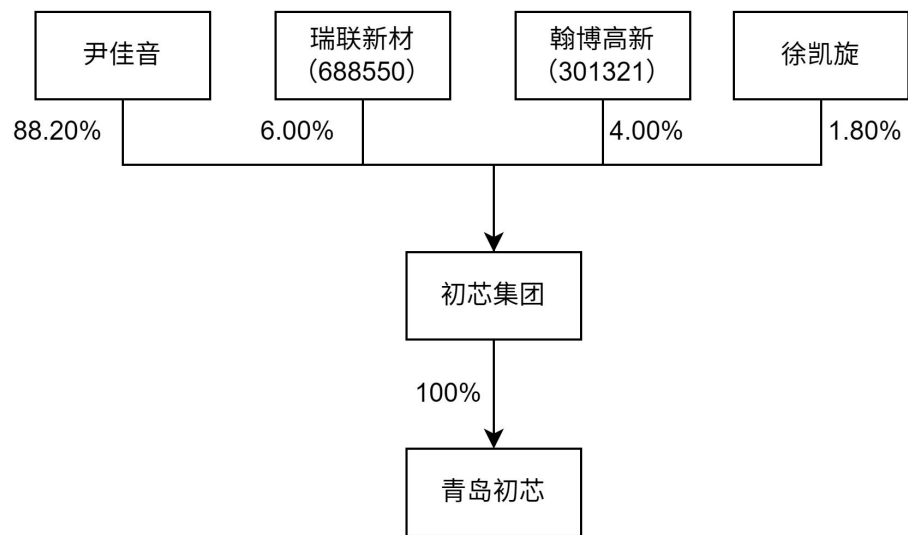 尹佳音
瑞联新材
（688550）
翰博高新
（301321）
徐凯旋
88.20%
6.00%
4.00%
1.80%
初芯集团
100%
青岛初芯